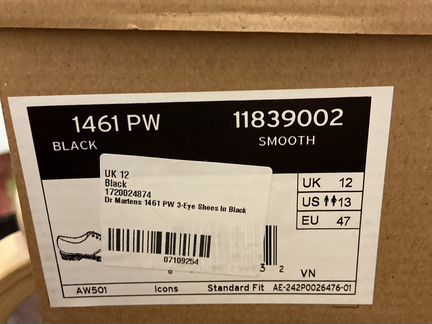 1461 PW 11839002
BLACK SMOOTH
UK 12
Black
1720024874
Dr Martens 1461 PW 3-Eye Shoes In Black
07109254
UK 12
US 13
EU 47
3 2
VN
AW501 Icons Standard Fit AE-242P0026476-01